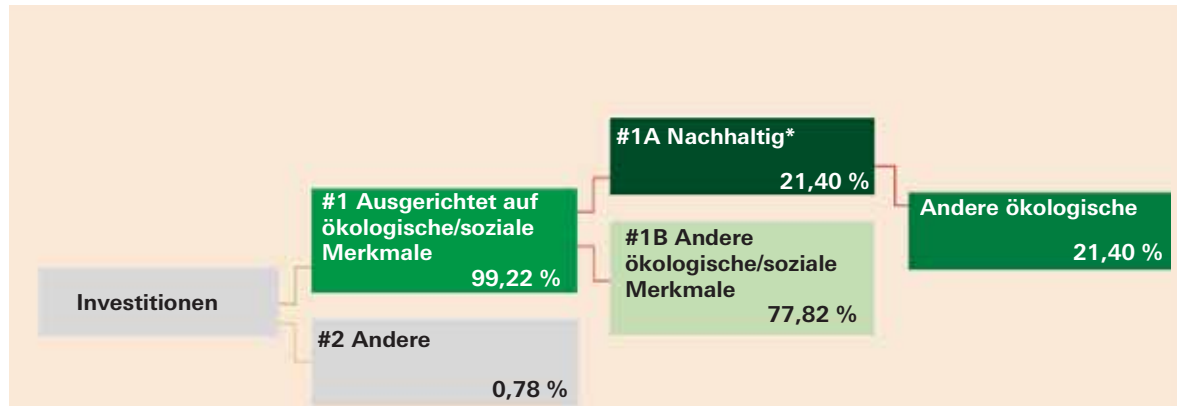 #1A Nachhaltig*
21,40 %
#1 Ausgerichtet auf
ökologische/soziale
Merkmale
99,22 %
Andere ökologische
21,40 %
#1B Andere
ökologische/soziale
Merkmale
77,82 %
Investitionen
#2 Andere
0,78 %